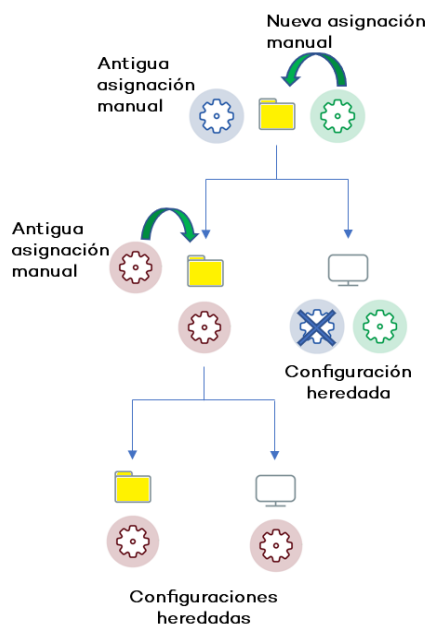 Nueva asignación
manual
Antigua
asignación
manual
Antigua
asignación
manual
Configuración
heredada
Configuraciones
heredadas